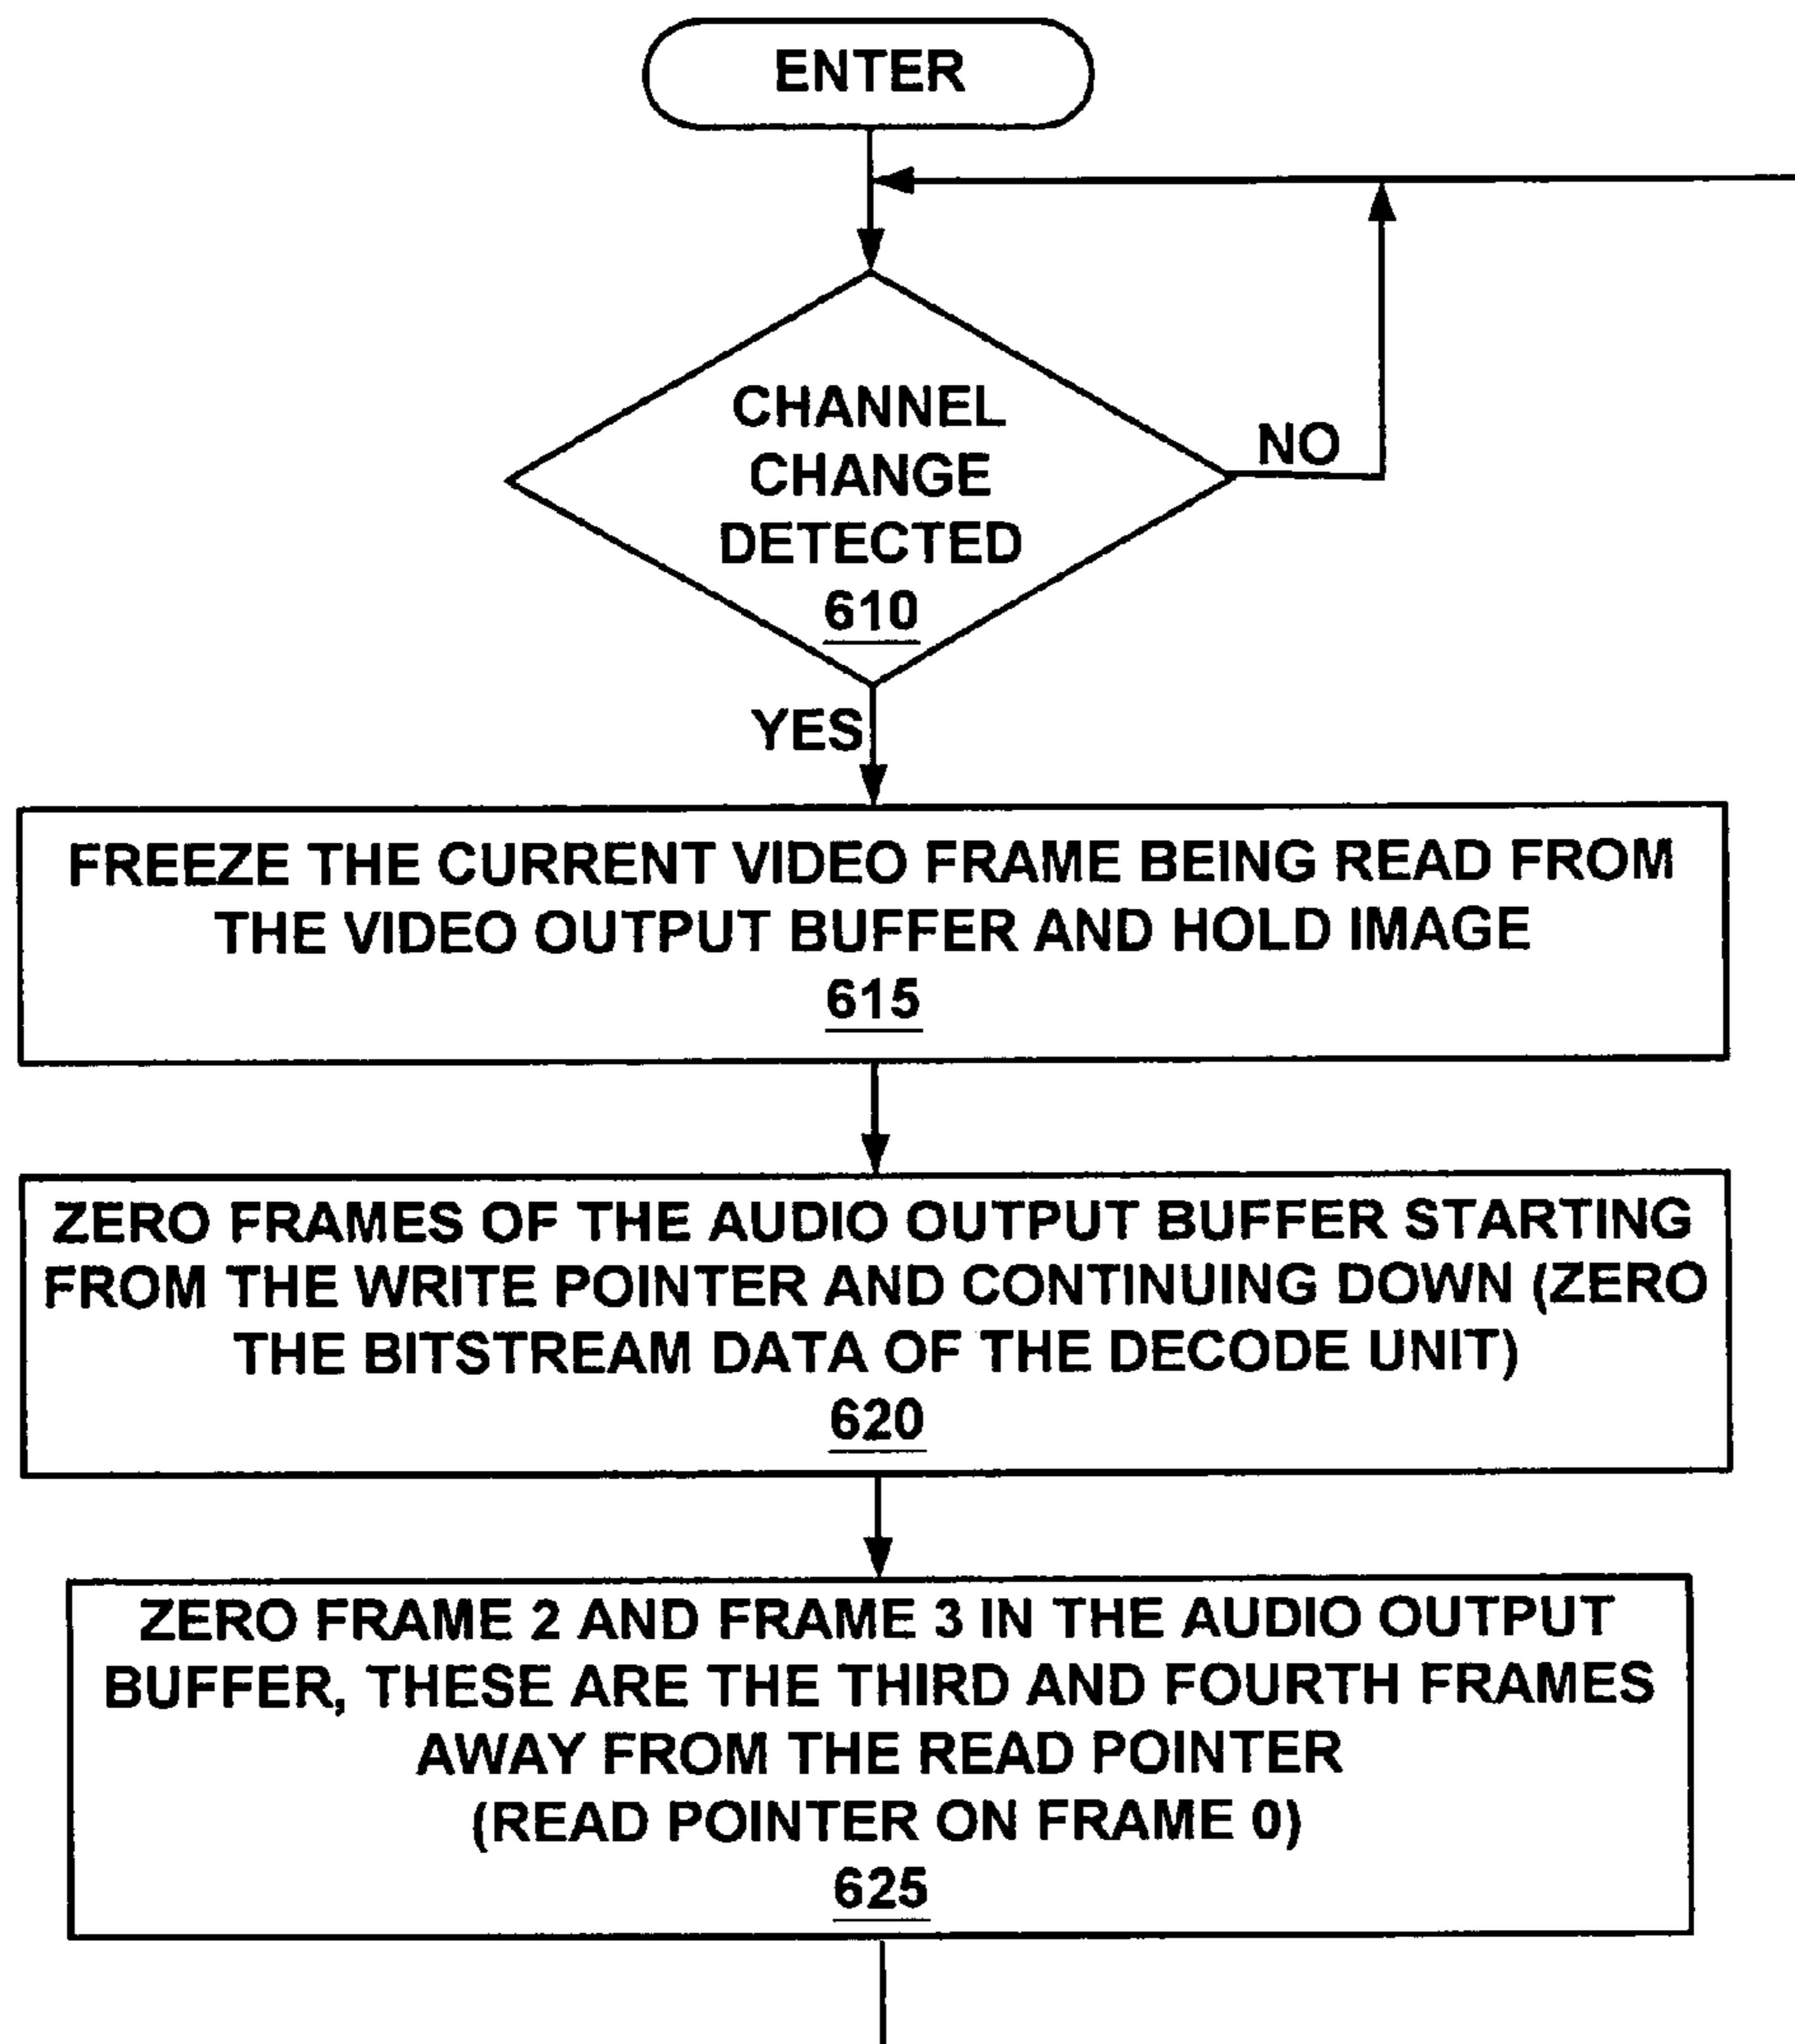 ENTER
CHANNEL
CHANGE
DETECTED
610
NO
YES
FREEZE THE CURRENT VIDEO FRAME BEING READ FROM
THE VIDEO OUTPUT BUFFER AND HOLD IMAGE
615
ZERO FRAMES OF THE AUDIO OUTPUT BUFFER STARTING
FROM THE WRITE POINTER AND CONTINUING DOWN (ZERO
THE BITSTREAM DATA OF THE DECODE UNIT)
620
ZERO FRAME 2 AND FRAME 3 IN THE AUDIO OUTPUT
BUFFER, THESE ARE THE THIRD AND FOURTH FRAMES
AWAY FROM THE READ POINTER
(READ POINTER ON FRAME 0)
625